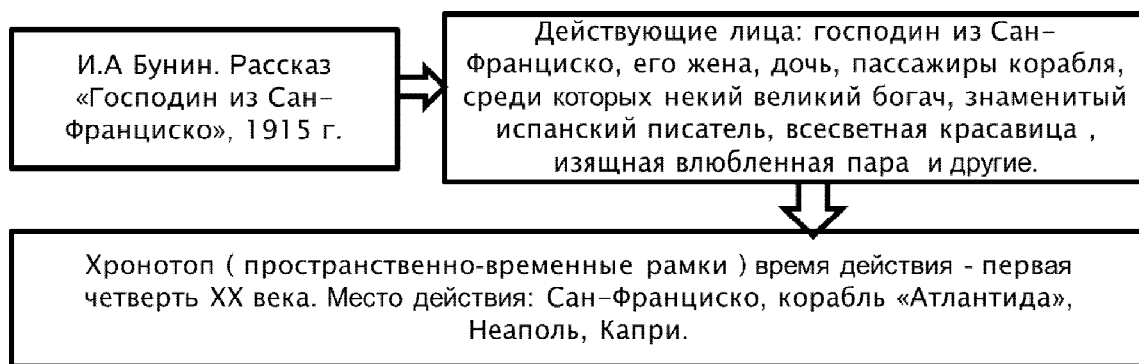 И.А Бунин. Рассказ
«Господин из Сан-
Франциско», 1915 г.
Действующие лица: господин из Сан-
Франциско, его жена, дочь, пассажиры корабля,
среди которых некий великий богач, знаменитый
испанский писатель, всесветная красавица ,
изящная влюбленная пара и другие.
Хронотоп ( пространственно-временные рамки ) время действия - первая
четверть XX века. Место действия: Сан-Франциско, корабль «Атлантида»,
Неаполь, Капри.